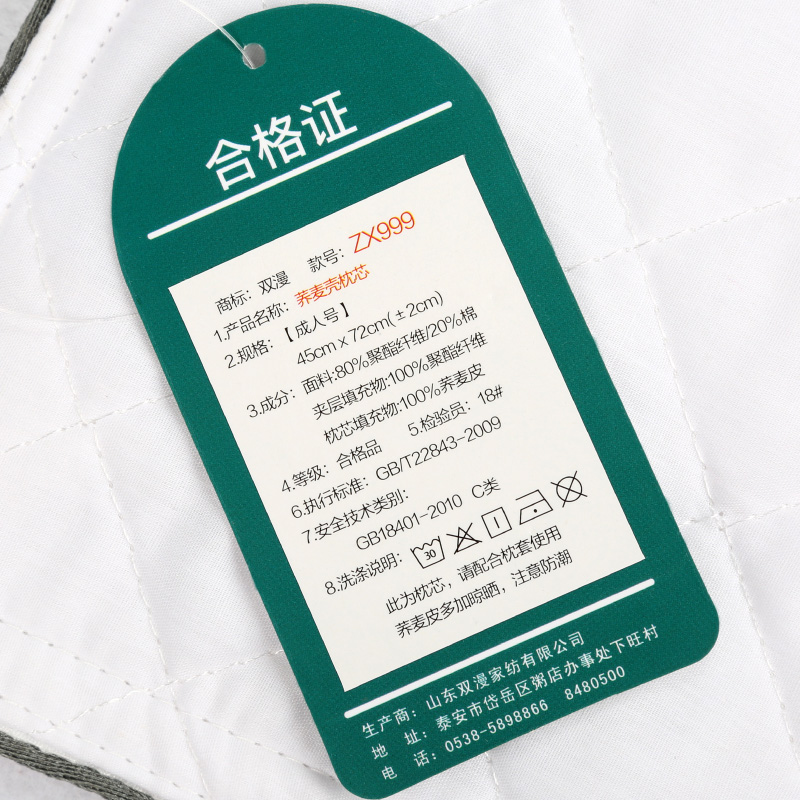 合格证
商标：双漫 款号：ZX999
1.产品名称：荞麦壳枕芯
2.规格：【成人号】
45cm x 72cm(±2cm)
3.成分：面料:80%聚酯纤维/20%棉
夹层填充物:100%聚酯纤维
枕芯填充物:100%荞麦皮
4.等级：合格品 5.检验员：18#
6.执行标准：GB/T22843-2009
7.安全技术类别：
GB18401-2010 C类
8.洗涤说明：30
此为枕芯，请配合枕套使用
荞麦皮多加晾晒，注意防潮
生产商：山东双漫家纺有限公司
地 址：泰安市岱岳区粥店办事处下旺村
电 话：0538-5898866 8480500